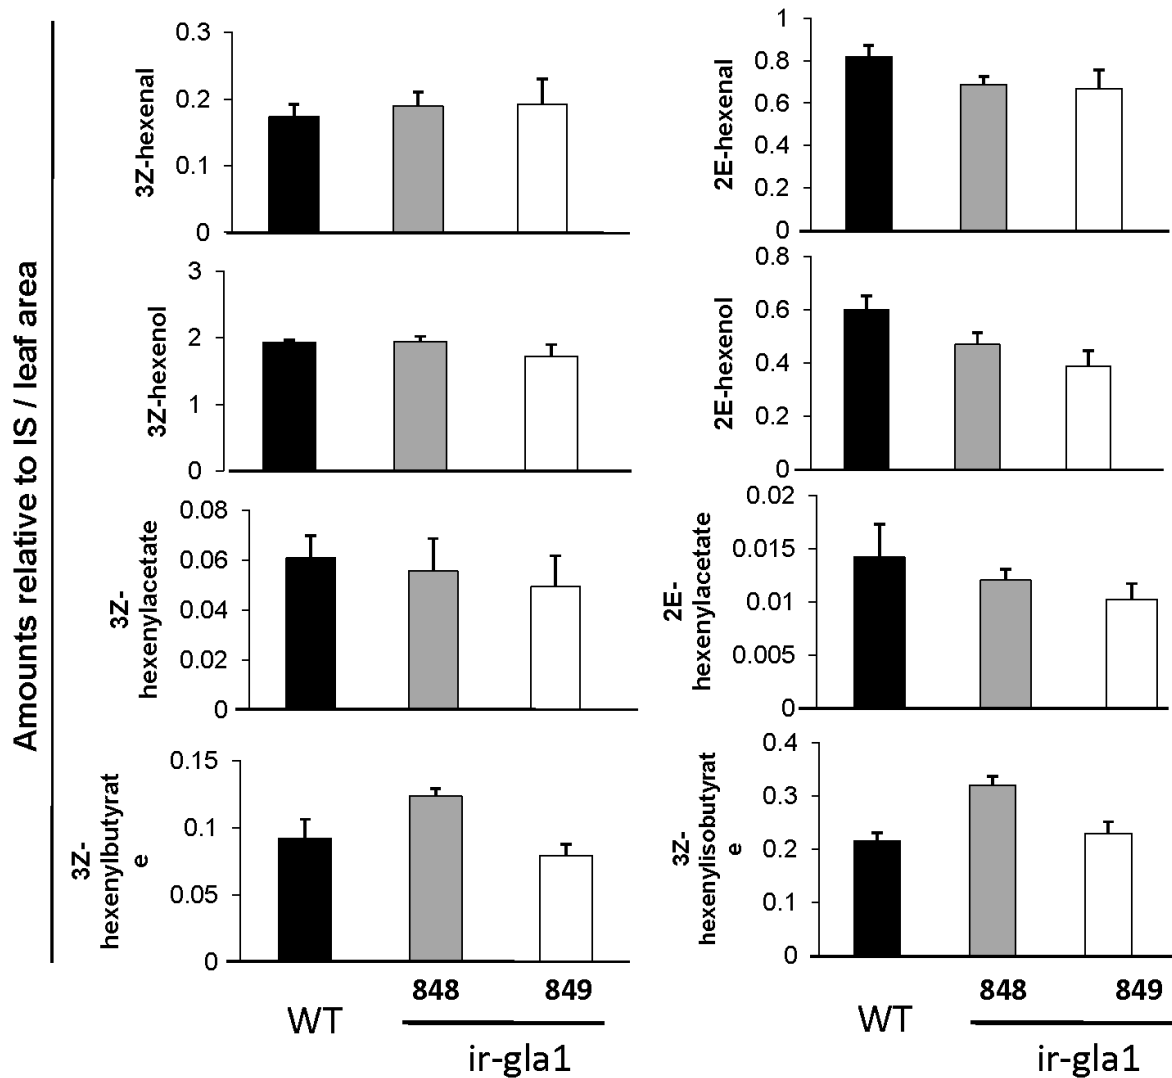 Amounts relative to IS / leaf area
3Z-hexenal
0.3
0.2
0.1
0
2E-hexenal
1
0.8
0.6
0.4
0.2
0
3Z-hexenol
3
2
1
0
2E-hexenol
0.8
0.6
0.4
0.2
0
3Z-
hexenylacetate
0.08
0.06
0.04
0.02
0
2E-
hexenylacetate
0.02
0.015
0.01
0.005
0
3Z-
hexenylbutyrat
e
0.15
0.1
0.05
0
3Z-
hexenylisobutyrat
e
0.4
0.3
0.2
0.1
0
WT
848
849
ir-gla1
WT
848
849
ir-gla1